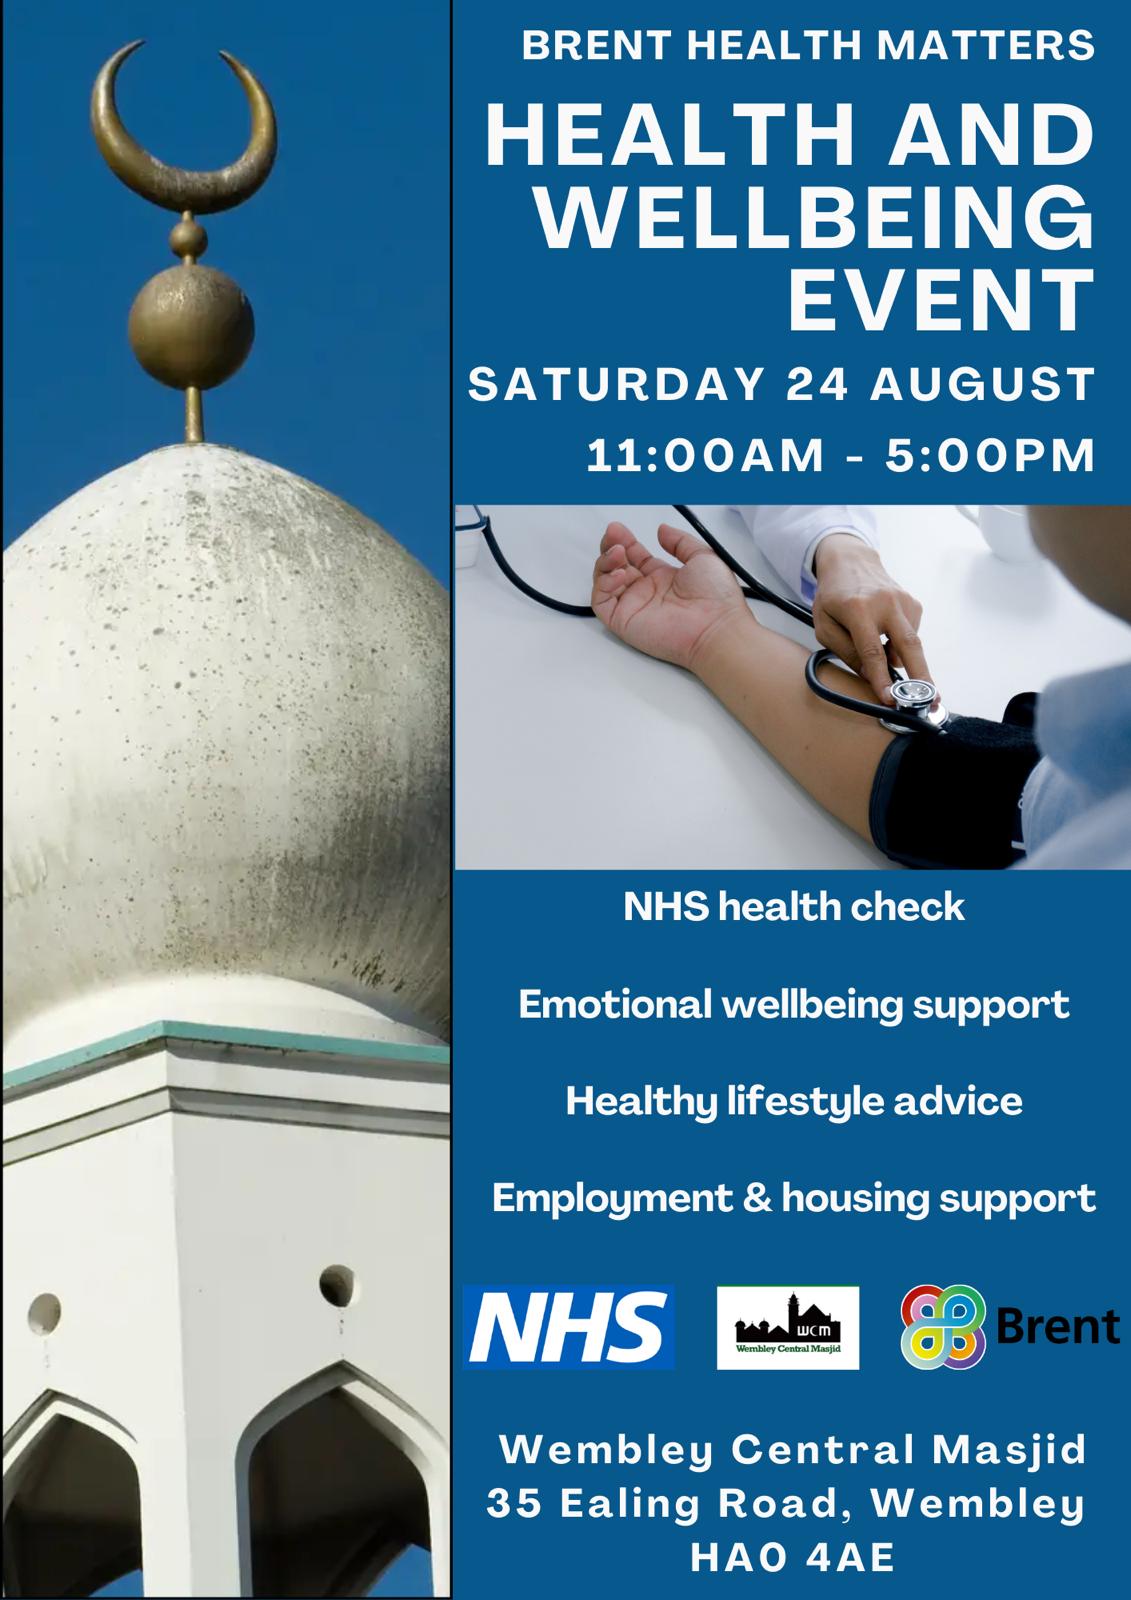 BRENT HEALTH MATTERS
HEALTH AND
WELLBEING
EVENT
SATURDAY 24 AUGUST
11:00AM - 5:00PM
NHS health check
Emotional wellbeing support
Healthy lifestyle advice
Employment & housing support
NHS
wcm
Wembley Central Masjid
Brent
Wembley Central Masjid
35 Ealing Road, Wembley
HA0 4AE